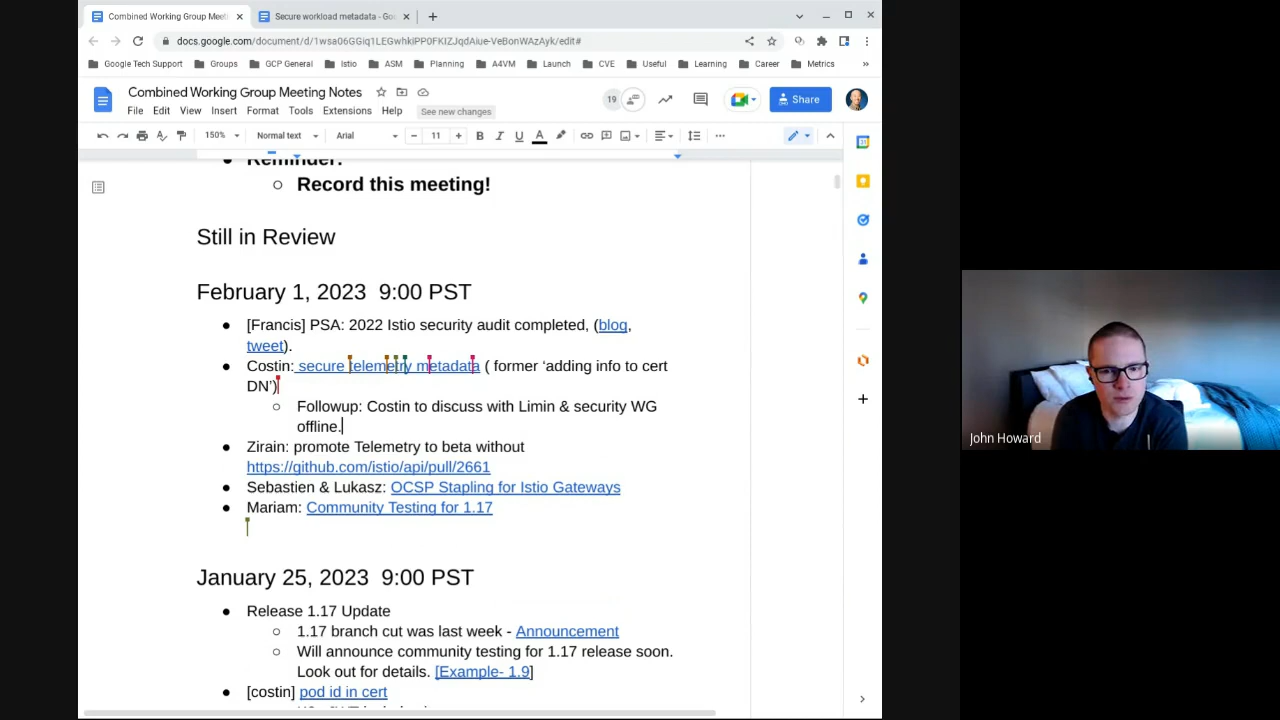 Combined Working Group Meeti
Secure workload metadata - Goo
docs.google.com/document/d/1wsa06GGiq1LEGwhkIPP0FKIZJqdAiue-VeBonWAzAyk/edit#
Google Tech Support
Groups
GCP General
Istio
ASM
Planning
A4VM
Launch
CVE
Useful
Learning
Career
Metrics
»
Combined Working Group Meeting Notes
19
Share
File Edit View Insert Format Tools Extensions Help
See new changes
150%
Normal text
Arial
11
B I U A
Reminder:
Record this meeting!
Still in Review
February 1, 2023 9:00 PST
[Francis] PSA: 2022 Istio security audit completed, (blog,
tweet).
Costin: secure telemetry metadata ( former ‘adding info to cert
DN’)
Followup: Costin to discuss with Limin & security WG
offline.
Zirain: promote Telemetry to beta without
https://github.com/istio/api/pull/2661
Sebastien & Lukasz: OCSP Stapling for Istio Gateways
Mariam: Community Testing for 1.17
January 25, 2023 9:00 PST
Release 1.17 Update
1.17 branch cut was last week - Announcement
Will announce community testing for 1.17 release soon.
Look out for details. [Example- 1.9]
[costin] pod id in cert
John Howard